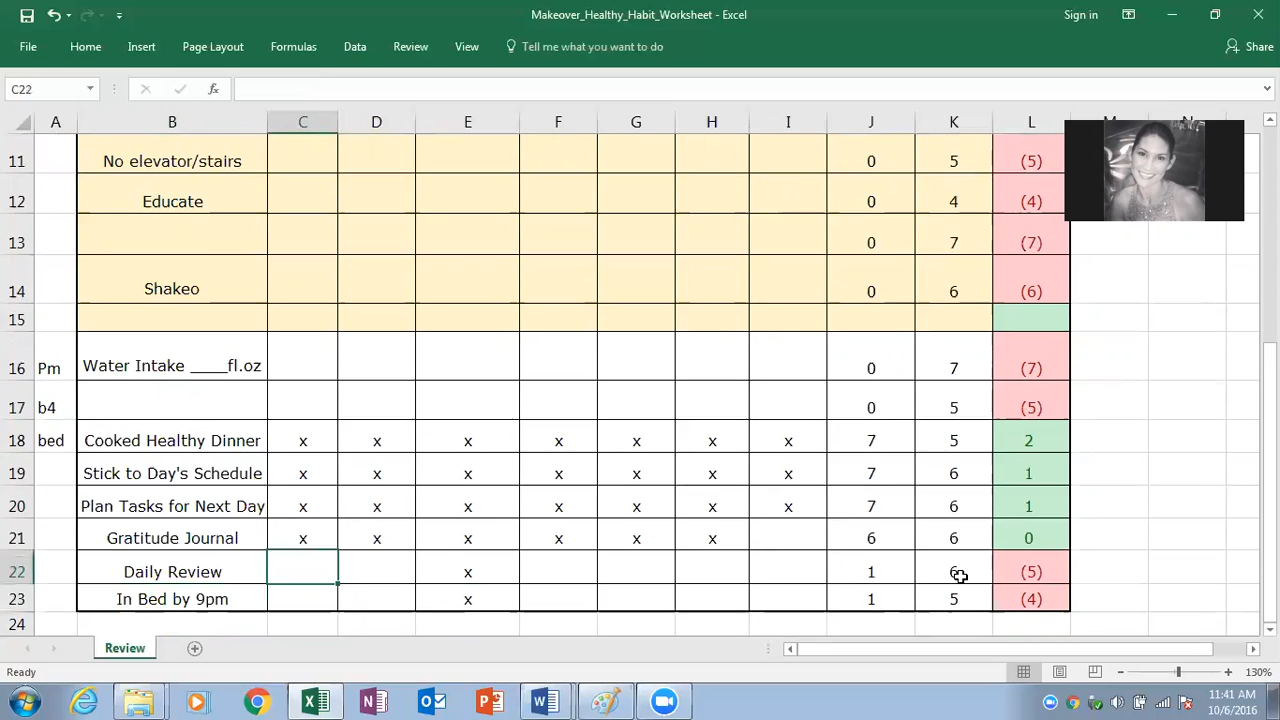 Makeover_Healthy_Habit_Worksheet - Excel
Sign in
File Home Insert Page Layout Formulas Data Review View Tell me what you want to do Share
C22 fx
A B C D E F G H I J K L M N
11 No elevator/stairs 0 5 (5)
12 Educate 0 4 (4)
13 0 7 (7)
14 Shakeo 0 6 (6)
15
16 Pm Water Intake ____fl.oz 0 7 (7)
17 b4 0 5 (5)
18 bed Cooked Healthy Dinner x x x x x x x 7 5 2
19 Stick to Day's Schedule x x x x x x x 7 6 1
20 Plan Tasks for Next Day x x x x x x x 7 6 1
21 Gratitude Journal x x x x x x 6 6 0
22 Daily Review x 1 6 (5)
23 In Bed by 9pm x 1 5 (4)
24
Review
Ready 130%
11:41 AM
10/6/2016